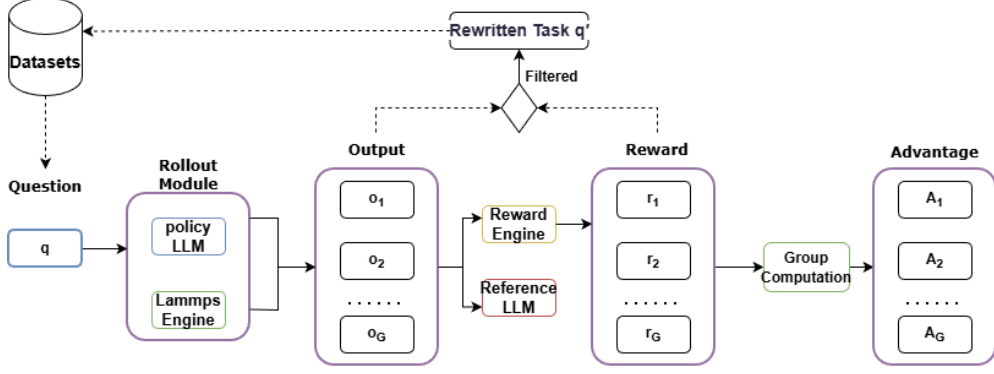 Rewritten Task q′
Datasets
Filtered
Question
Rollout
Module
Output
Reward
Advantage
q
policy
LLM
Lammps
Engine
o1
o2
......
oG
Reward
Engine
Reference
LLM
r1
r2
......
rG
Group
Computation
A1
A2
......
AG